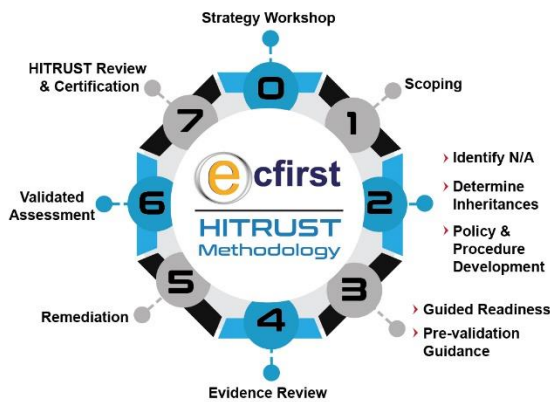 Strategy Workshop
0
HITRUST Review
& Certification
7
1
Scoping
ecfirst
HITRUST
Methodology
Identify N/A
Determine
Inheritances
Policy &
Procedure
Development
2
Validated
Assessment
6
5
Remediation
3
Guided Readiness
Pre-validation
Guidance
4
Evidence Review